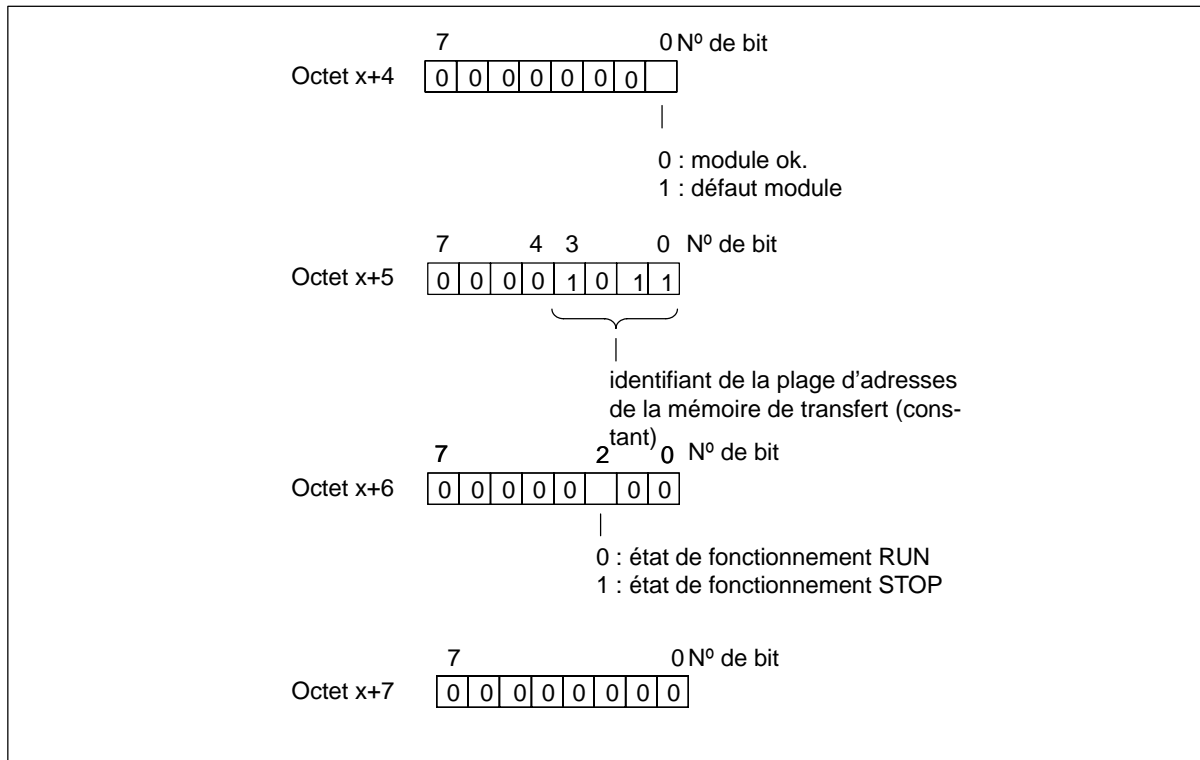 7 0 Nº de bit
Octet x+4 0 0 0 0 0 0 0
0 : module ok.
1 : défaut module
7 4 3 0 Nº de bit
Octet x+5 0 0 0 0 1 0 1 1
identifiant de la plage d'adresses
de la mémoire de transfert (cons-
tant)
7 2 0 Nº de bit
Octet x+6 0 0 0 0 0 0 0
0 : état de fonctionnement RUN
1 : état de fonctionnement STOP
7 0 Nº de bit
Octet x+7 0 0 0 0 0 0 0 0